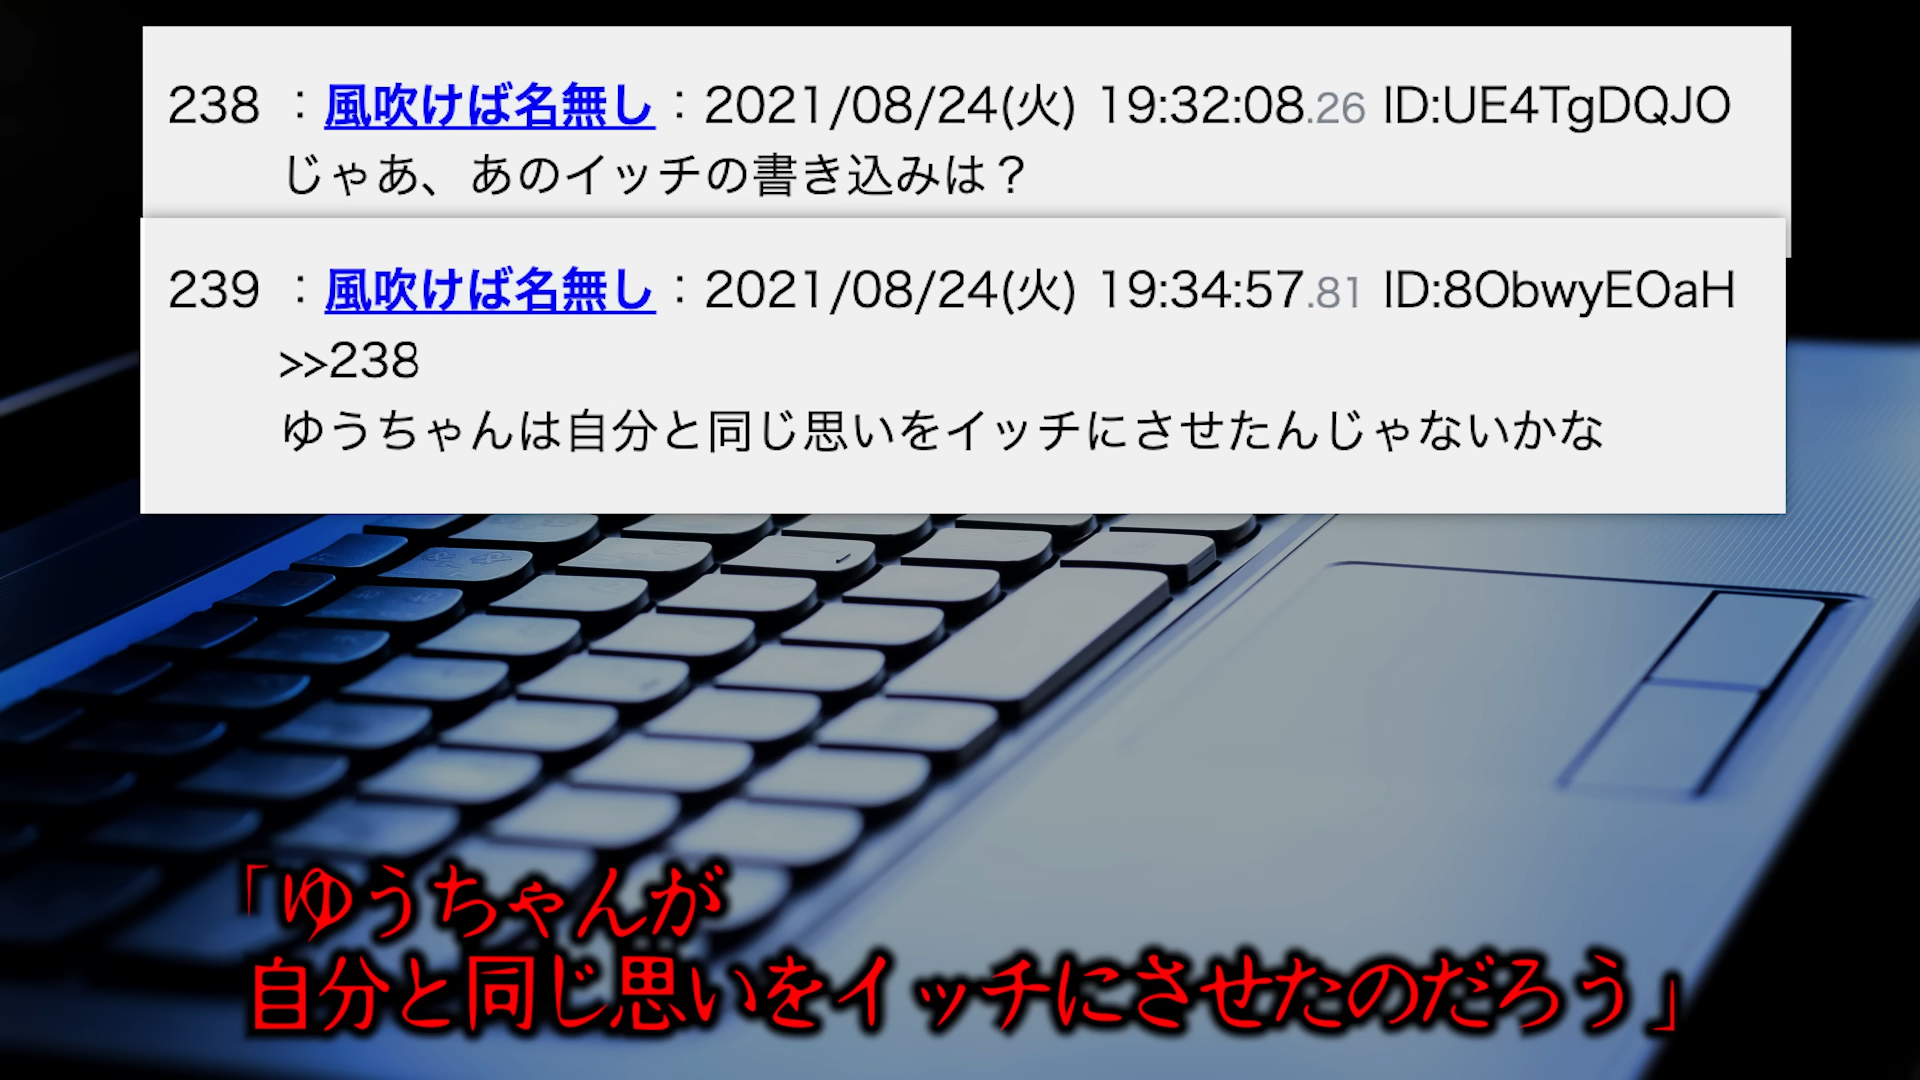 238 ：風吹けば名無し：2021/08/24(火) 19:32:08.26 ID:UE4TgDQJO
じゃあ、あのイッチの書き込みは？
239 ：風吹けば名無し：2021/08/24(火) 19:34:57.81 ID:8ObwyEOaH
>>238
ゆうちゃんは自分と同じ思いをイッチにさせたんじゃないかな
「ゆうちゃんが
自分と同じ思いをイッチにさせたのだろう」